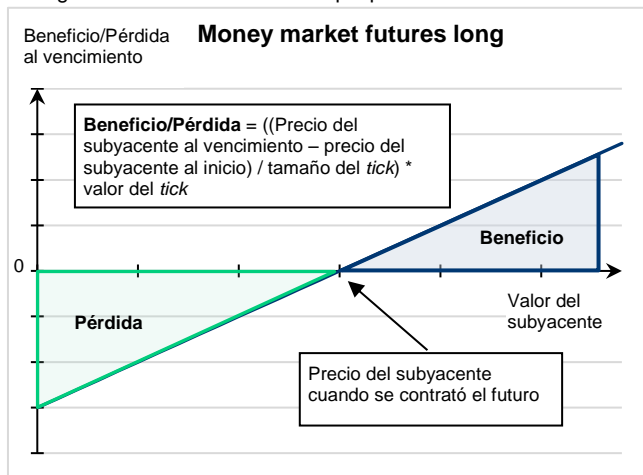 Beneficio/Pérdida
al vencimiento
Money market futures long
Beneficio/Pérdida = ((Precio del
subyacente al vencimiento – precio del
subyacente al inicio) / tamaño del tick) *
valor del tick
Beneficio
0
Valor del
subyacente
Pérdida
Precio del subyacente
cuando se contrató el futuro